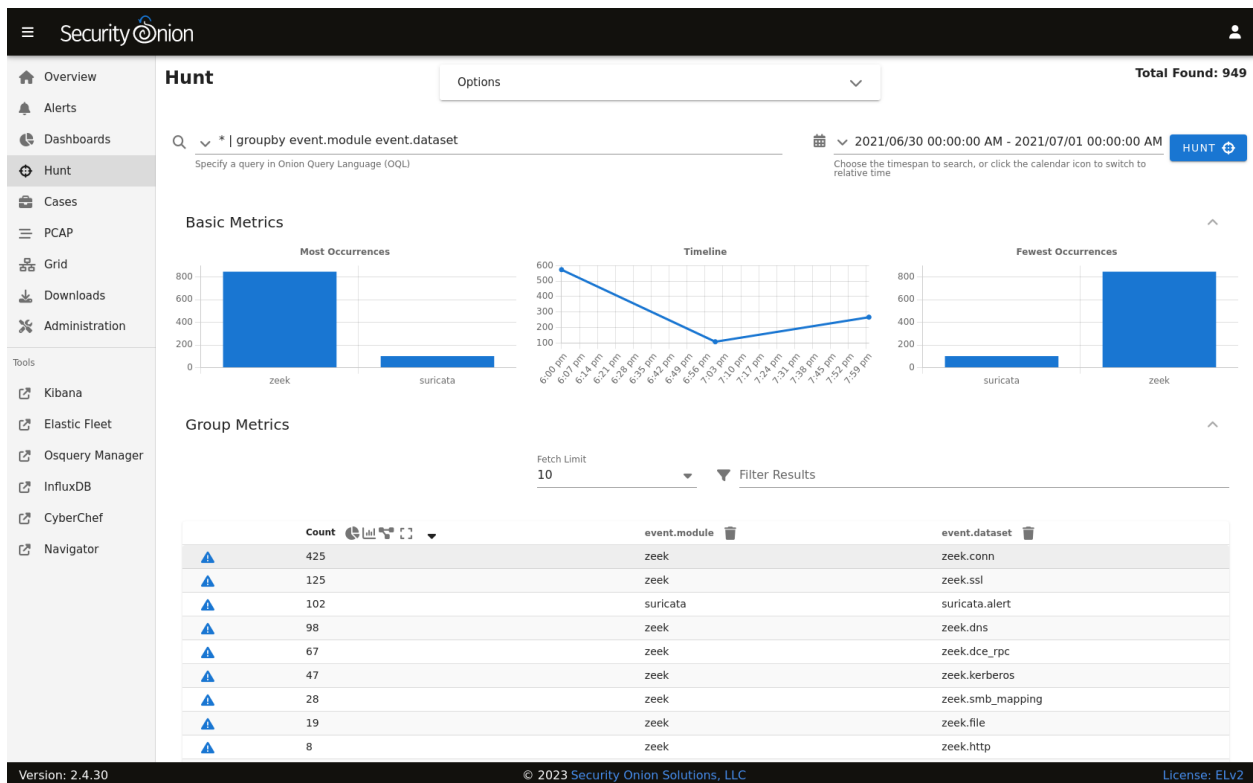 Security Onion
Overview
Alerts
Dashboards
Hunt
Cases
PCAP
Grid
Downloads
Administration
Tools
Kibana
Elastic Fleet
Osquery Manager
InfluxDB
CyberChef
Navigator
Hunt
Options
Total Found: 949
* | groupby event.module event.dataset
Specify a query in Onion Query Language (OQL)
2021/06/30 00:00:00 AM - 2021/07/01 00:00:00 AM
Choose the timespan to search, or click the calendar icon to switch to
relative time
HUNT
Basic Metrics
Most Occurrences
800
600
400
200
0
zeek
suricata
Timeline
600
500
400
300
200
100
6:00 pm
6:07 pm
6:14 pm
6:21 pm
6:28 pm
6:35 pm
6:42 pm
6:49 pm
6:56 pm
7:03 pm
7:10 pm
7:17 pm
7:24 pm
7:31 pm
7:38 pm
7:45 pm
7:52 pm
7:59 pm
Fewest Occurrences
800
600
400
200
0
suricata
zeek
Group Metrics
Fetch Limit
10
Filter Results
Count event.module event.dataset
425 zeek zeek.conn
125 zeek zeek.ssl
102 suricata suricata.alert
98 zeek zeek.dns
67 zeek zeek.dce_rpc
47 zeek zeek.kerberos
28 zeek zeek.smb_mapping
19 zeek zeek.file
8 zeek zeek.http
Version: 2.4.30
© 2023 Security Onion Solutions, LLC
License: ELv2